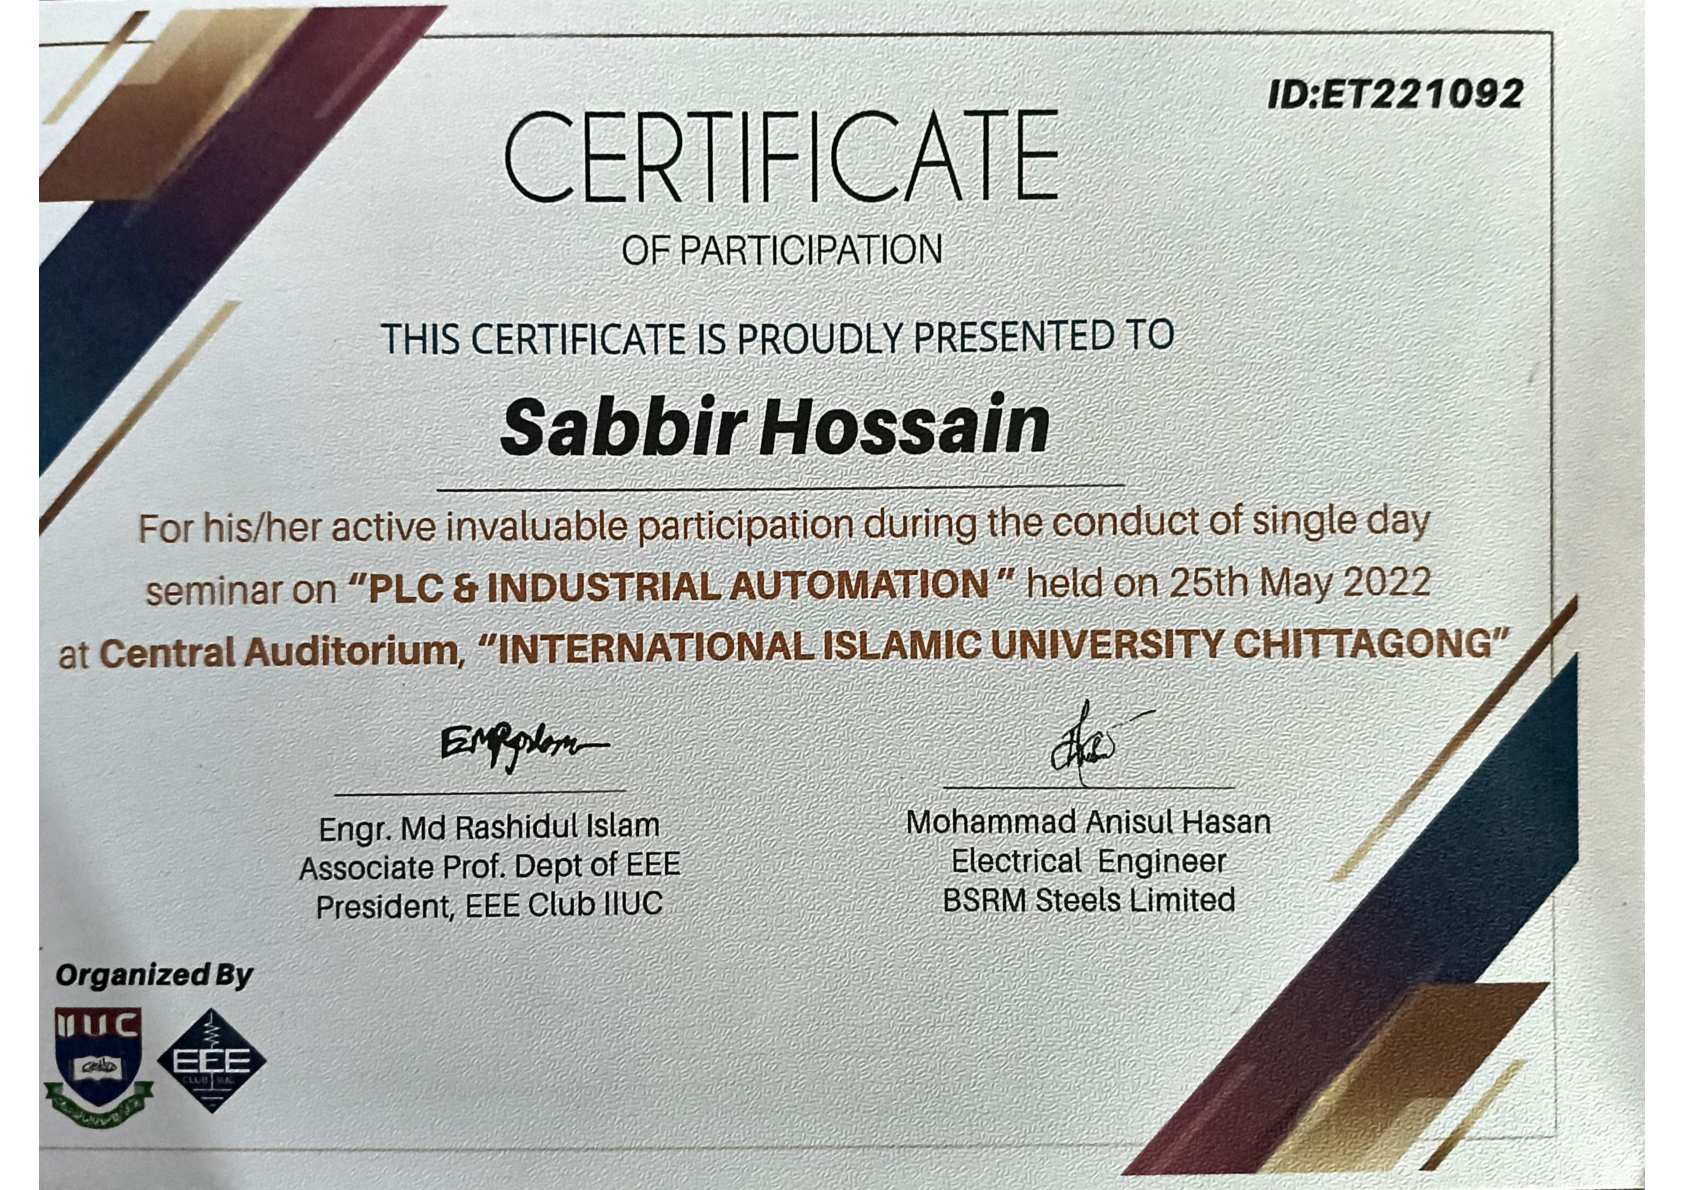 ID:ET221092
CERTIFICATE
OF PARTICIPATION
THIS CERTIFICATE IS PROUDLY PRESENTED TO
Sabbir Hossain
For his/her active invaluable participation during the conduct of single day
seminar on “PLC & INDUSTRIAL AUTOMATION ” held on 25th May 2022
at Central Auditorium, “INTERNATIONAL ISLAMIC UNIVERSITY CHITTAGONG”
Engr. Md Rashidul Islam
Associate Prof. Dept of EEE
President, EEE Club IIUC
Mohammad Anisul Hasan
Electrical Engineer
BSRM Steels Limited
Organized By
IIUC
EEE
CLUB